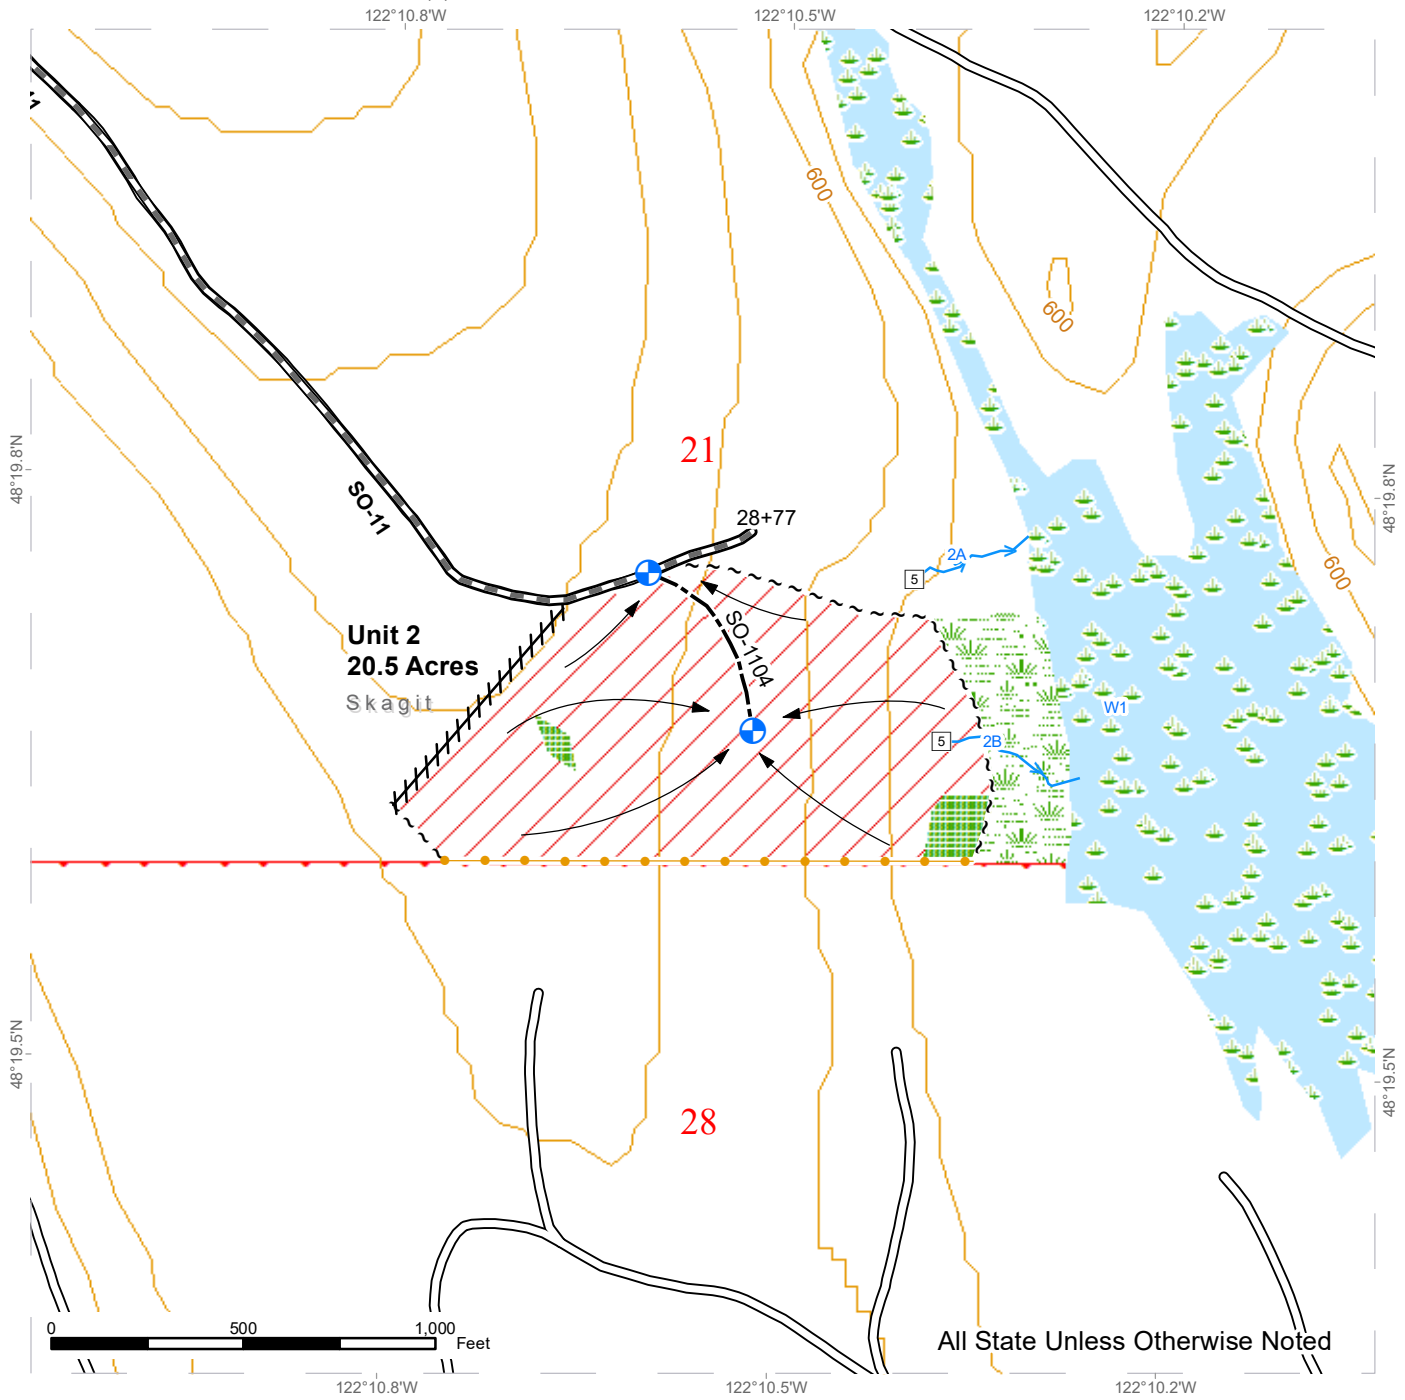 122°10.8'W
122°10.5'W
122°10.2'W
600
600
48°19.8'N
21
48°19.8'N
SO-11
28+77
2A
5
600
Unit 2
20.5 Acres
Skagit
SO-1104
W1
5
2B
48°19.5'N
48°19.5'N
28
0
500
1,000
Feet
All State Unless Otherwise Noted
122°10.8'W
122°10.5'W
122°10.2'W